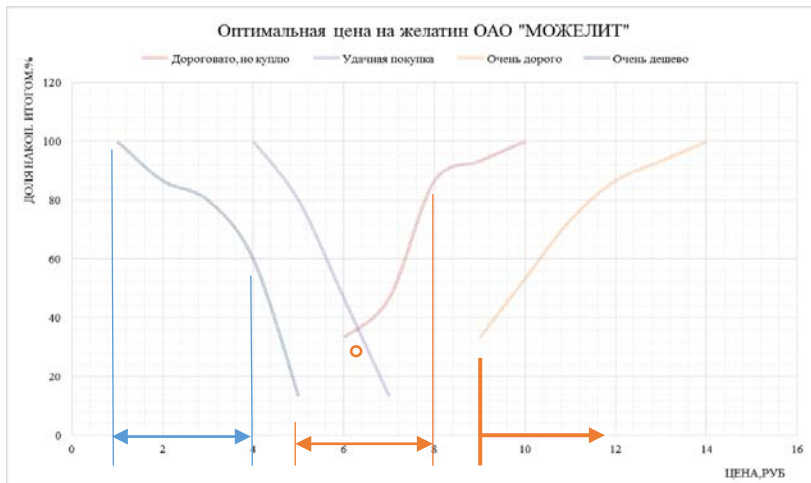 Оптимальная цена на желатин ОАО "МОЖЕЛИТ"
Дороговато, но куплю Удачная покупка Очень дорого Очень дешево
ДОЛЯ НАКОП. ИТОГОМ.%
120
100
80
60
40
20
0
0 2 4 6 8 10 12 14 16
ЦЕНА,РУБ